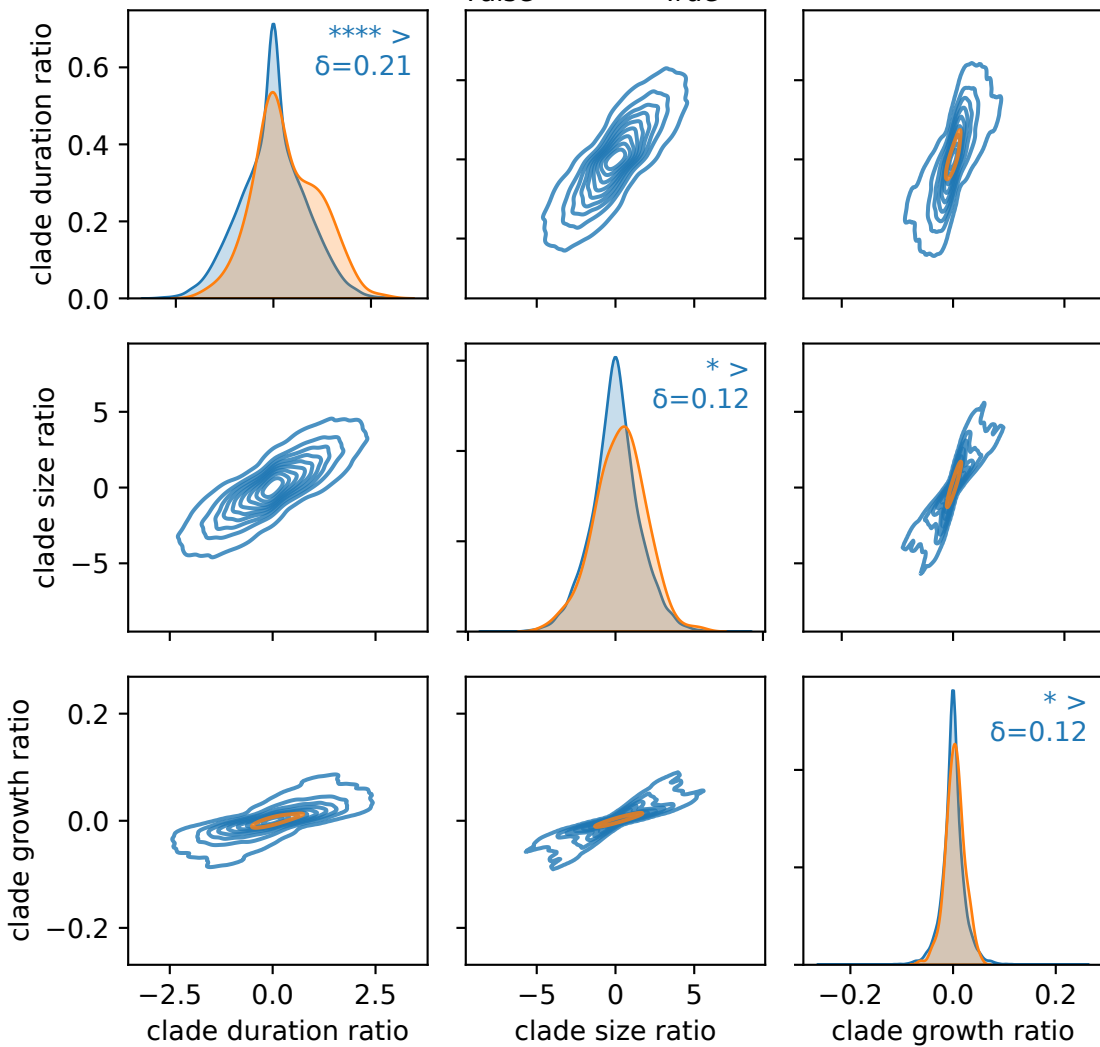 clade duration ratio
0.6
0.4
0.2
0.0
**** >
δ=0.21
clade size ratio
5
0
−5
* >
δ=0.12
clade growth ratio
0.2
0.0
−0.2
* >
δ=0.12
−2.5 0.0 2.5
−5 0 5
−0.2 0.0 0.2
clade duration ratio
clade size ratio
clade growth ratio